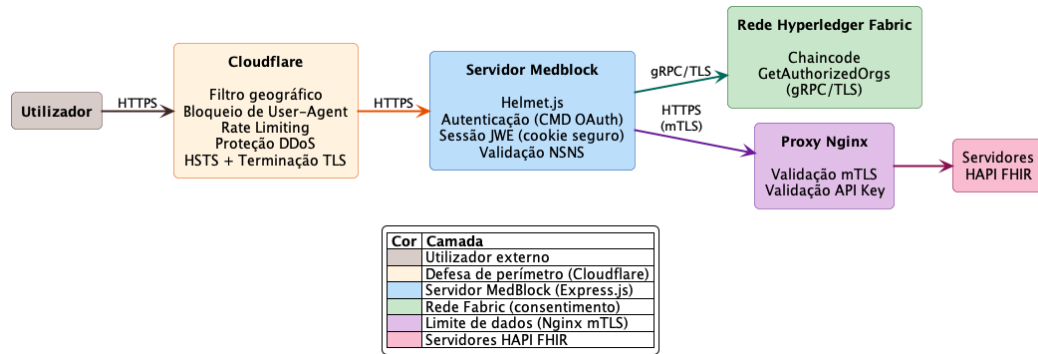 Utilizador
HTTPS
Cloudflare
Filtro geográfico
Bloqueio de User-Agent
Rate Limiting
Proteção DDoS
HSTS + Terminação TLS
HTTPS
Servidor Medblock
Helmet.js
Autenticação (CMD OAuth)
Sessão JWE (cookie seguro)
Validação NSNS
gRPC/TLS
Rede Hyperledger Fabric
Chaincode
GetAuthorizedOrgs
(gRPC/TLS)
HTTPS
(mTLS)
Proxy Nginx
Validação mTLS
Validação API Key
Servidores
HAPI FHIR
Cor Camada
Utilizador externo
Defesa de perímetro (Cloudflare)
Servidor MedBlock (Express.js)
Rede Fabric (consentimento)
Limite de dados (Nginx mTLS)
Servidores HAPI FHIR